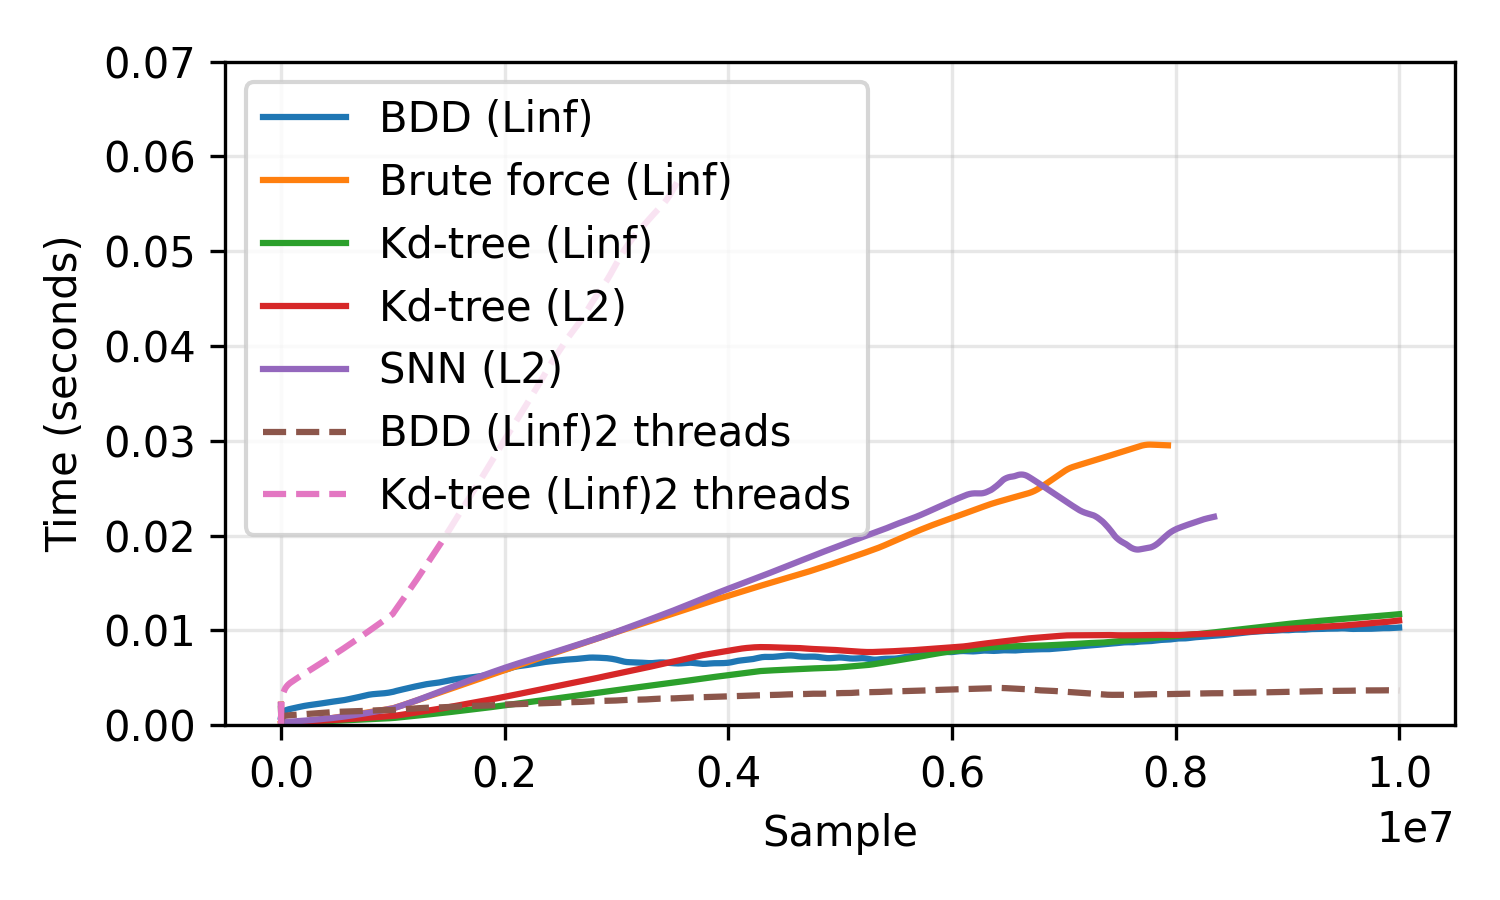 0.07
0.06
0.05
0.04
0.03
0.02
0.01
0.00
Time (seconds)
BDD (Linf)
Brute force (Linf)
Kd-tree (Linf)
Kd-tree (L2)
SNN (L2)
BDD (Linf)2 threads
Kd-tree (Linf)2 threads
0.0 0.2 0.4 0.6 0.8 1.0
1e7
Sample